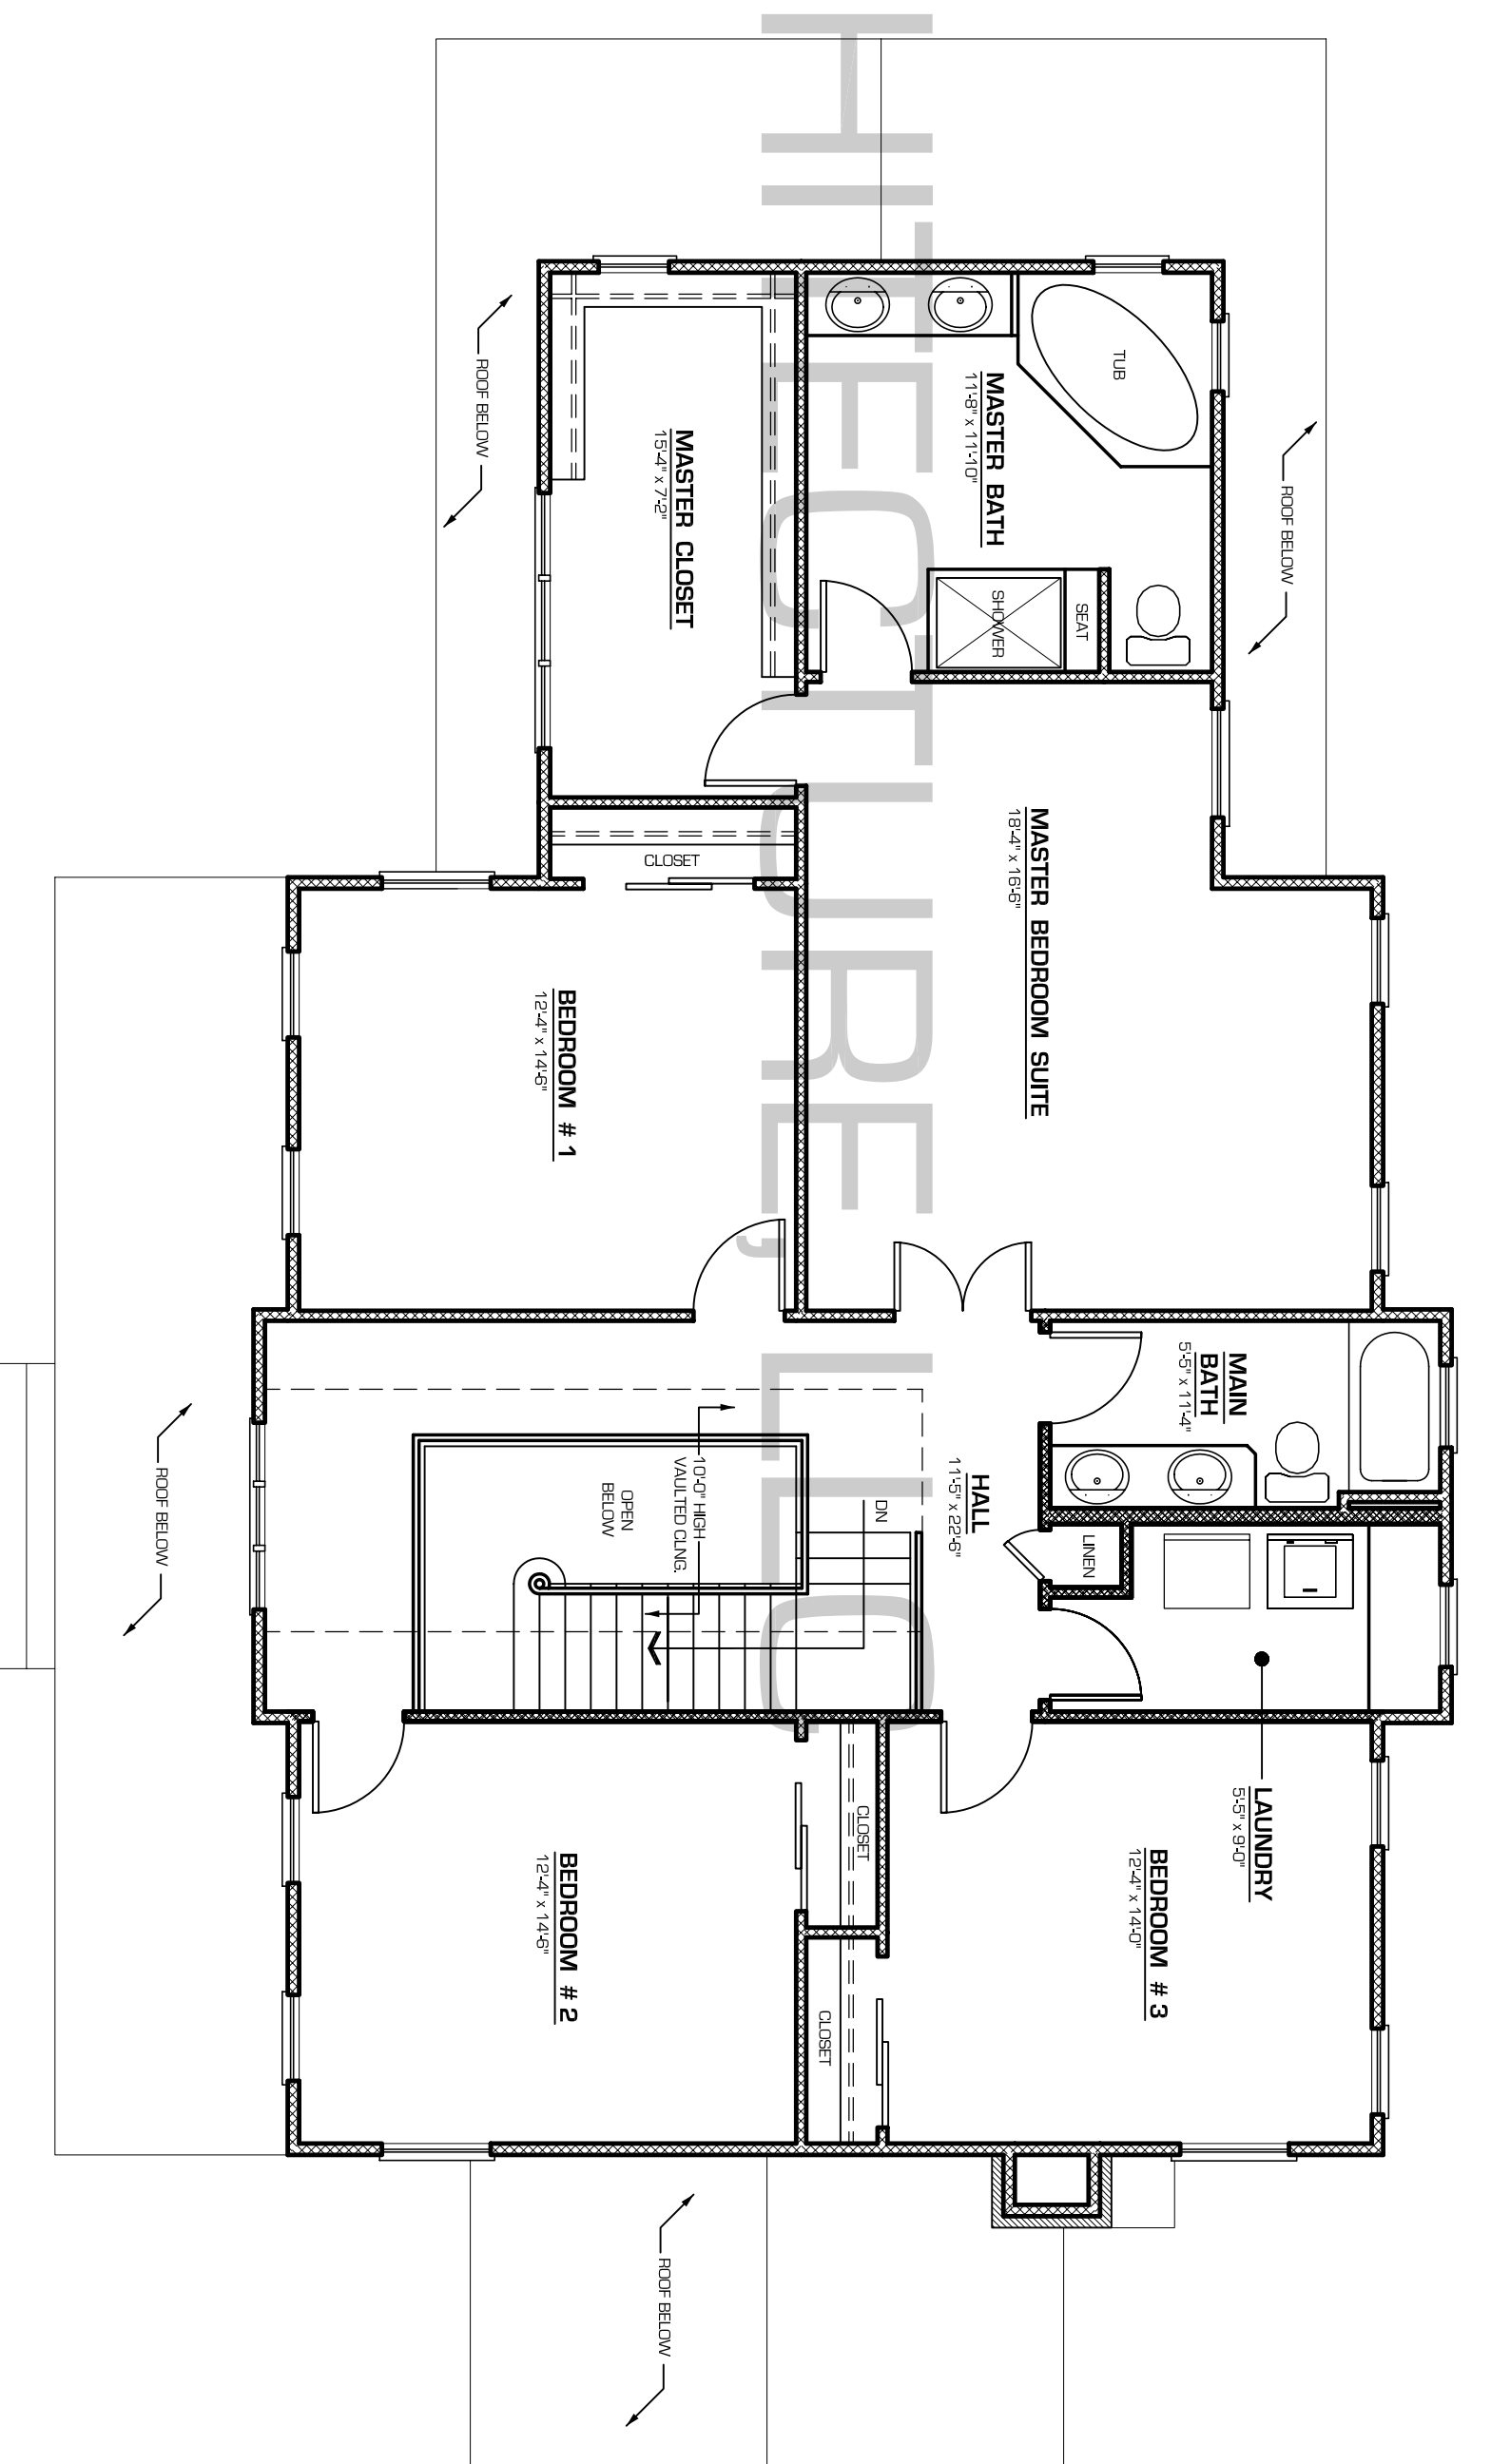 HITECTURE, LLC
TUB
MASTER BATH
11'-8" x 11'-10"
SEAT
SHOWER
MASTER CLOSET
15'-4" x 7'-2"
ROOF BELOW
ROOF BELOW
MASTER BEDROOM SUITE
18'-4" x 16'-6"
CLOSET
BEDROOM #1
12'-4" x 14'-6"
MAIN
BATH
5'-5" x 11'-4"
HALL
11'-5" x 22'-6"
LINEN
DN
10'-0" HIGH
VAULTED CLNG.
OPEN
BELOW
ROOF BELOW
LAUNDRY
5'-5" x 9'-0"
BEDROOM #3
12'-4" x 14'-0"
CLOSET
CLOSET
BEDROOM #2
12'-4" x 14'-6"
ROOF BELOW